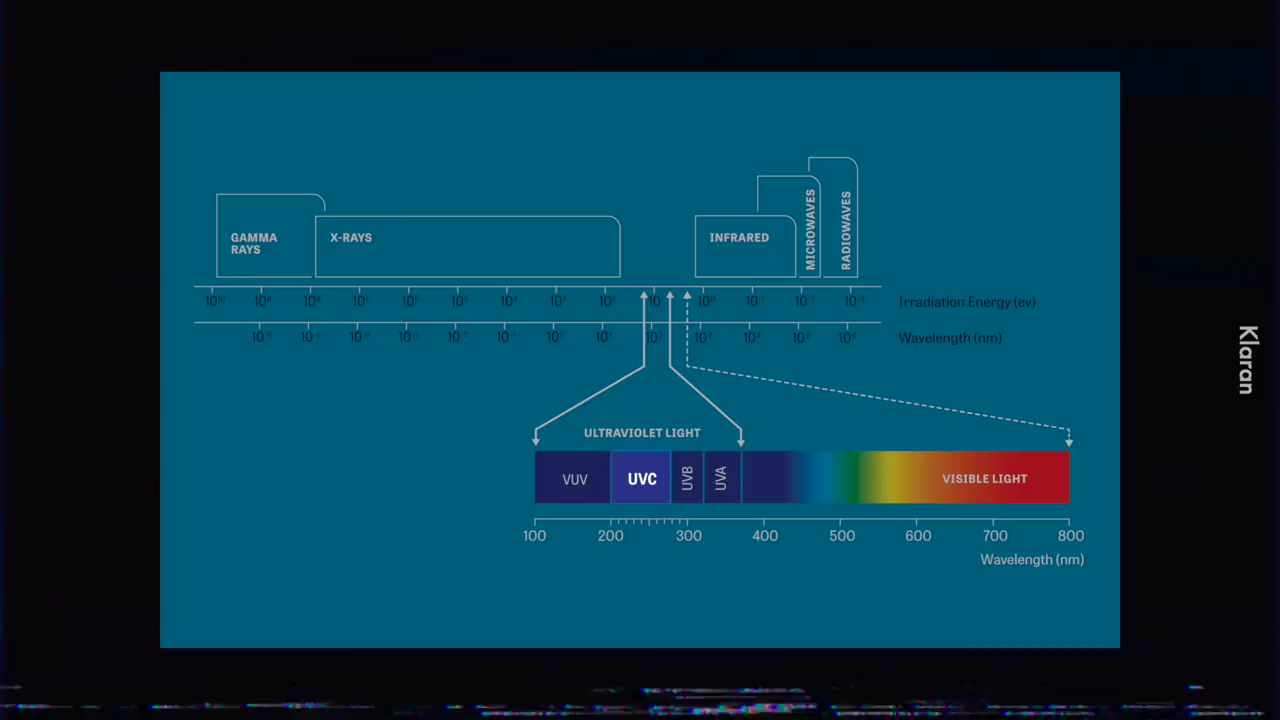 GAMMA
RAYS
X-RAYS
INFRARED
MICROWAVES
RADIOWAVES
Irradiation Energy (ev)
Wavelength (nm)
Klaran
ULTRAVIOLET LIGHT
VUV
UVC
UVB
UVA
VISIBLE LIGHT
100 200 300 400 500 600 700 800
Wavelength (nm)